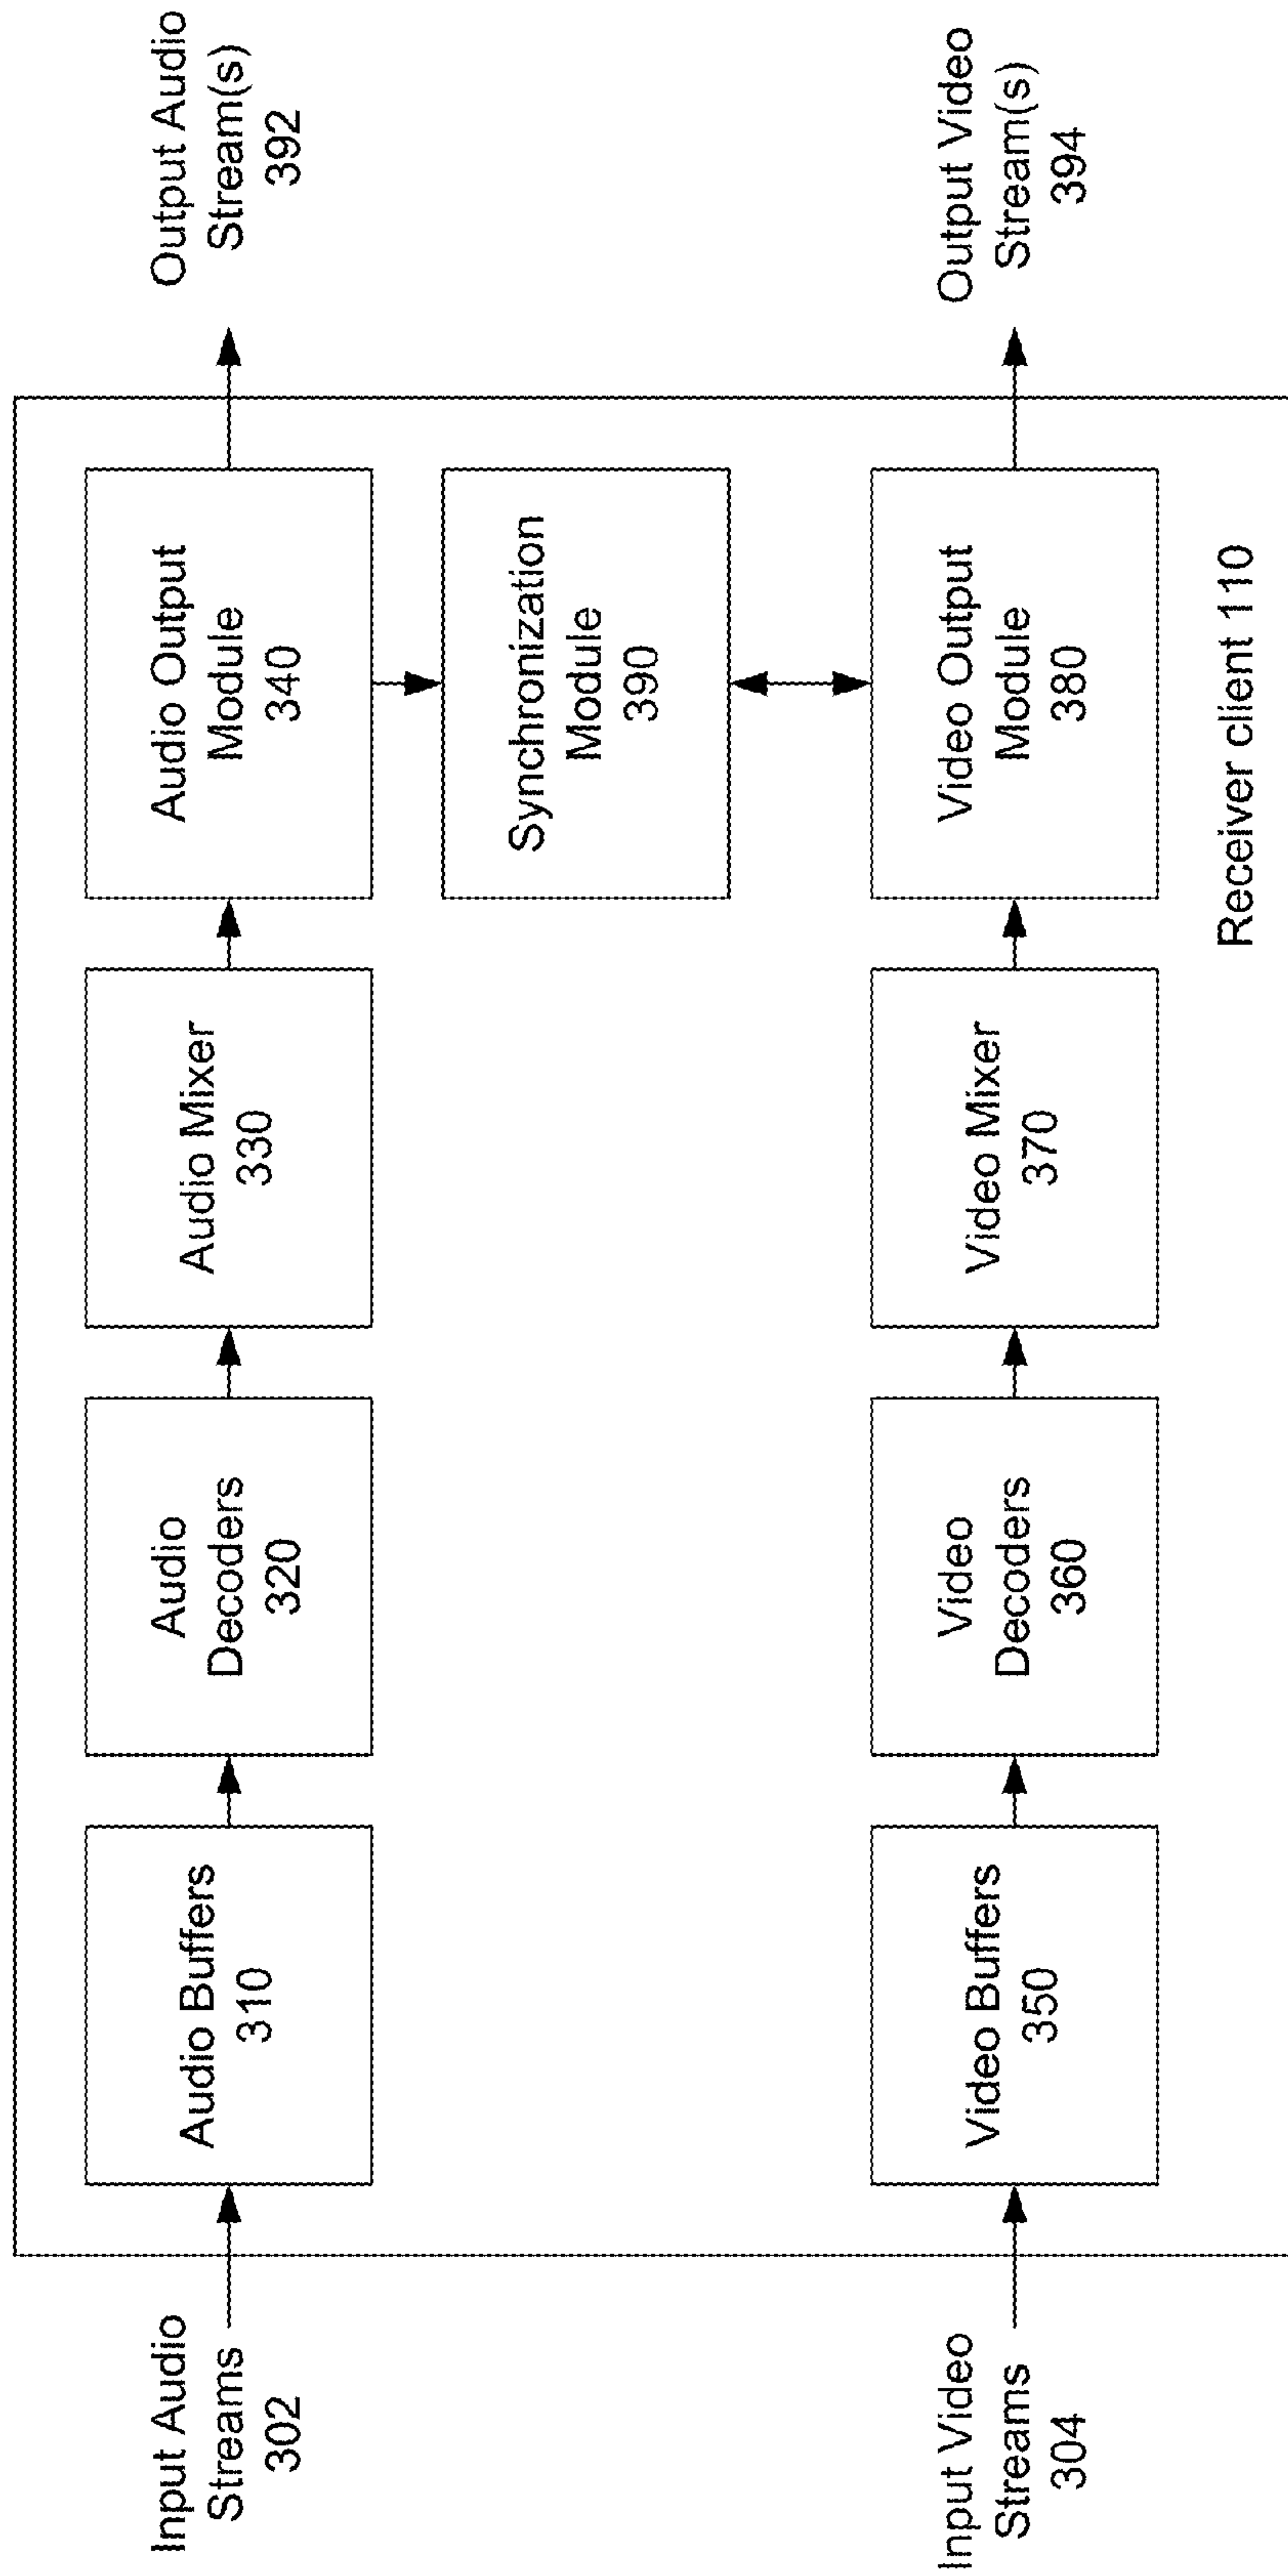 Input Audio
Streams
302
Audio Buffers
310
Audio
Decoders
320
Audio Mixer
330
Audio Output
Module
340
Output Audio
Stream(s)
392
Synchronization
Module
390
Input Video
Streams
304
Video Buffers
350
Video
Decoders
360
Video Mixer
370
Video Output
Module
380
Output Video
Stream(s)
394
Receiver client 110